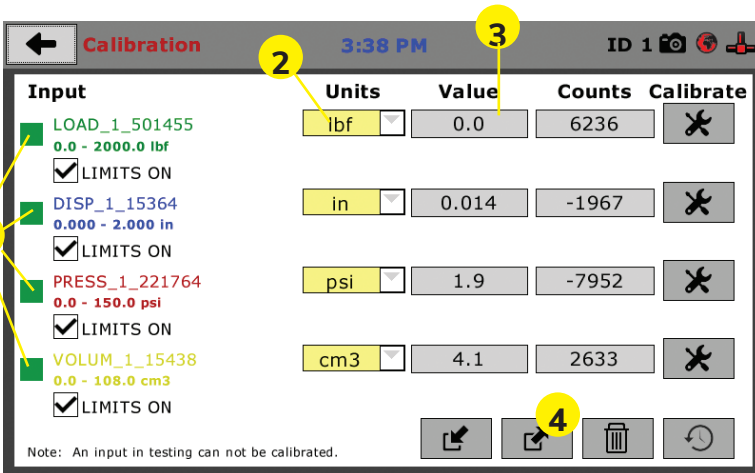 Calibration 3:38 PM ID 1
2 3
Input Units Value Counts Calibrate
LOAD_1_501455 lbf 0.0 6236
0.0 - 2000.0 lbf
LIMITS ON
DISP_1_15364 in 0.014 -1967
0.000 - 2.000 in
LIMITS ON
PRESS_1_221764 psi 1.9 -7952
0.0 - 150.0 psi
LIMITS ON
VOLUM_1_15438 cm3 4.1 2633
0.0 - 108.0 cm3
LIMITS ON
4
Note: An input in testing can not be calibrated.